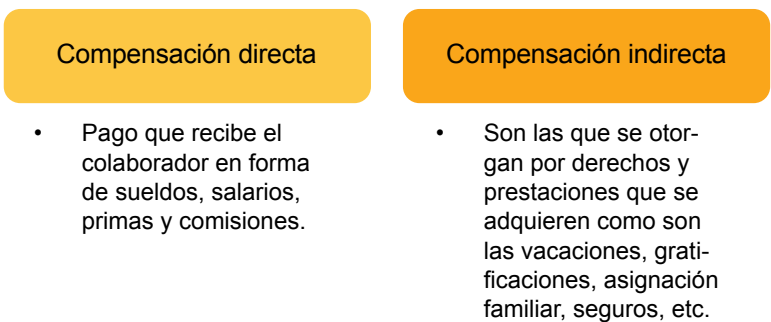 Compensación directa
• Pago que recibe el
colaborador en forma
de sueldos, salarios,
primas y comisiones.
Compensación indirecta
• Son las que se otor-
gan por derechos y
prestaciones que se
adquieren como son
las vacaciones, grati-
ficaciones, asignación
familiar, seguros, etc.